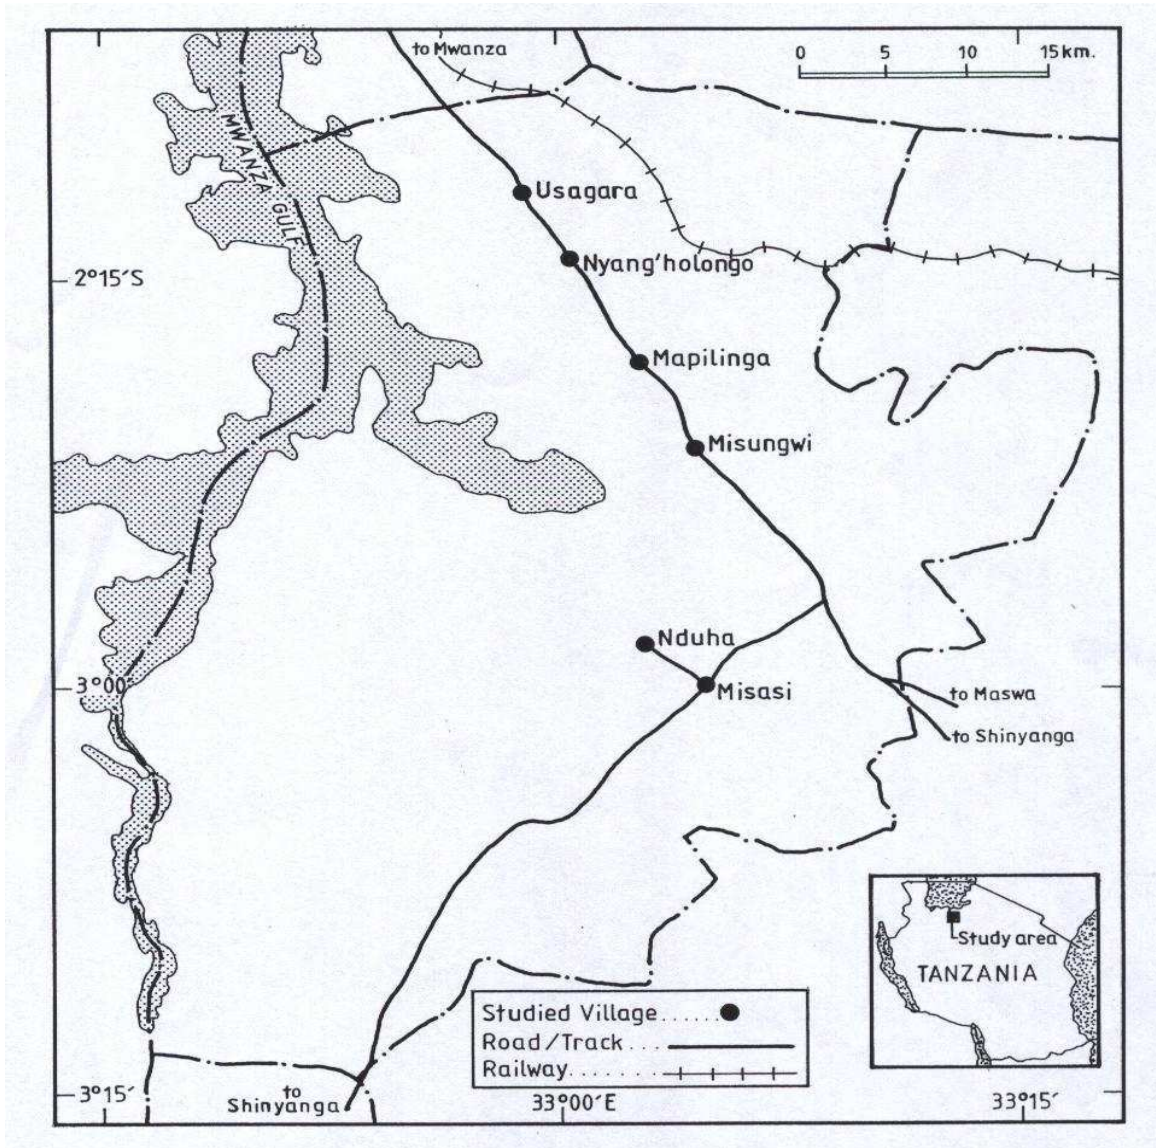 to Mwanza
0 5 10 15 km.
MWANZA GULF
Usagara
Nyang'holongo
2°15'S
Mapilinga
Misungwi
Nduha
3°00'
Misasi
to Maswa
to Shinyanga
Study area
TANZANIA
Studied Village......
Road/Track....
Railway..........
3°15'
to
Shinyanga
33°00'E
33°15'